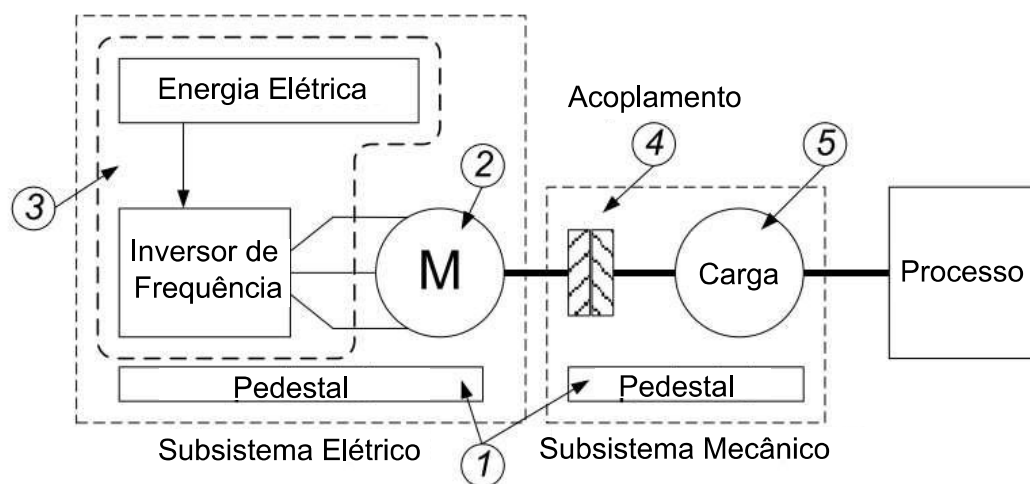 Energia Elétrica
Acoplamento
4
5
2
3
Inversor de
Frequência
M
Carga
Processo
Pedestal
Pedestal
Subsistema Elétrico
1
Subsistema Mecânico